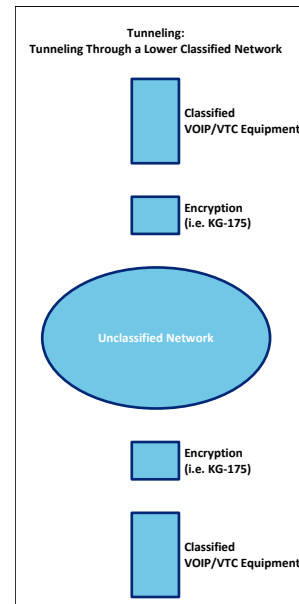 Tunneling:
Tunneling Through a Lower Classified Network
Classified
VOIP/VTC Equipment
Encryption
(i.e. KG-175)
Unclassified Network
Encryption
(i.e. KG-175)
Classified
VOIP/VTC Equipment